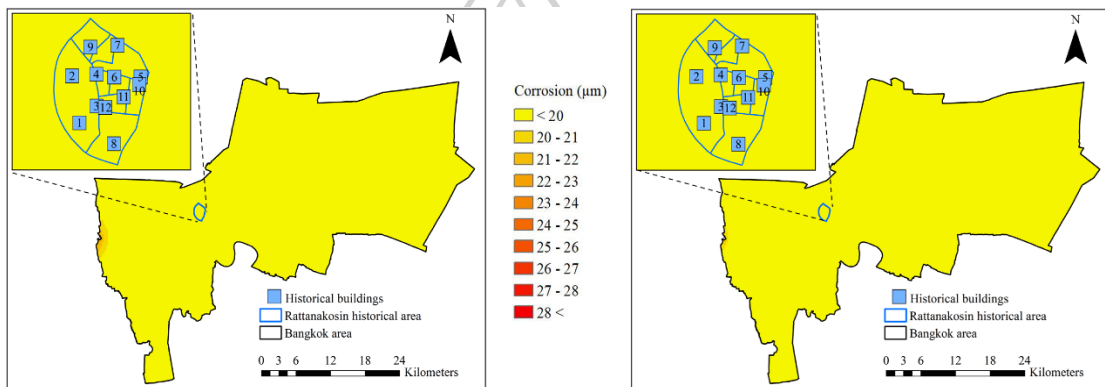 N
9 7
2 4 6 5
10
11
3 12
1
8
Historical buildings
Rattanakosin historical area
Bangkok area
0 3 6 12 18 24
Kilometers
Corrosion (µm)
< 20
20 - 21
21 - 22
22 - 23
23 - 24
24 - 25
25 - 26
26 - 27
27 - 28
28 <
N
9 7
2 4 6 5
10
11
3 12
1
8
Historical buildings
Rattanakosin historical area
Bangkok area
0 3 6 12 18 24
Kilometers